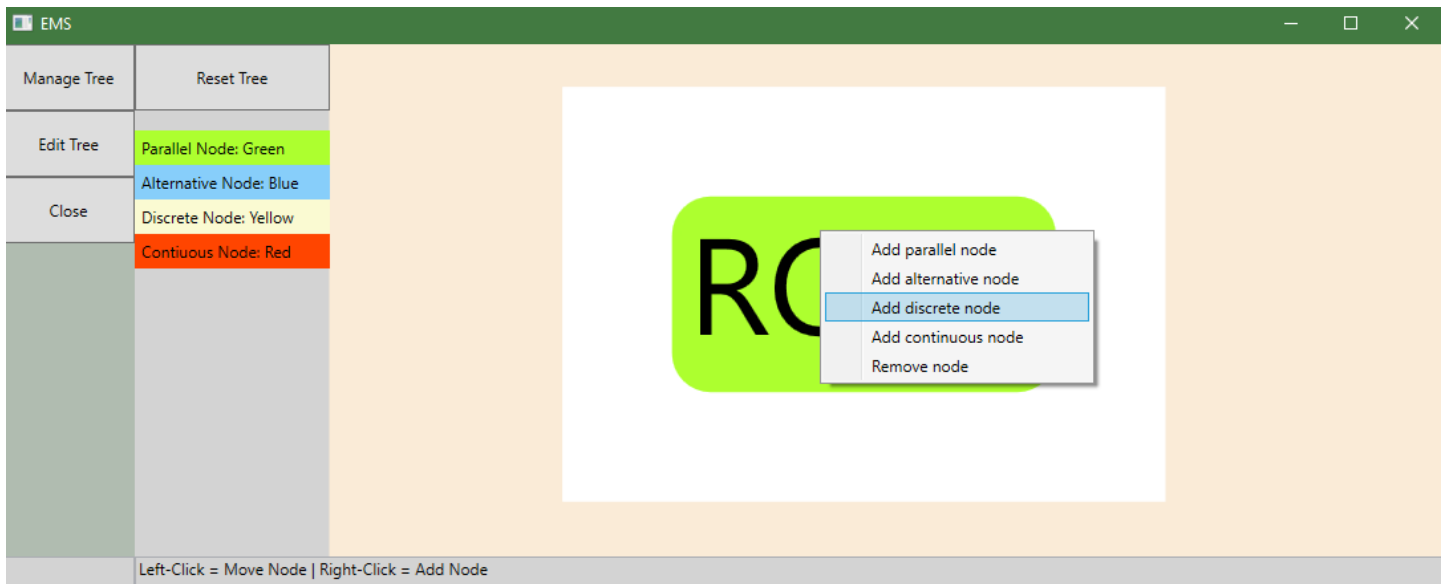 EMS
Manage Tree
Reset Tree
Edit Tree
Close
Parallel Node: Green
Alternative Node: Blue
Discrete Node: Yellow
Contiuous Node: Red
Add parallel node
Add alternative node
Add discrete node
Add continuous node
Remove node
Left-Click = Move Node | Right-Click = Add Node